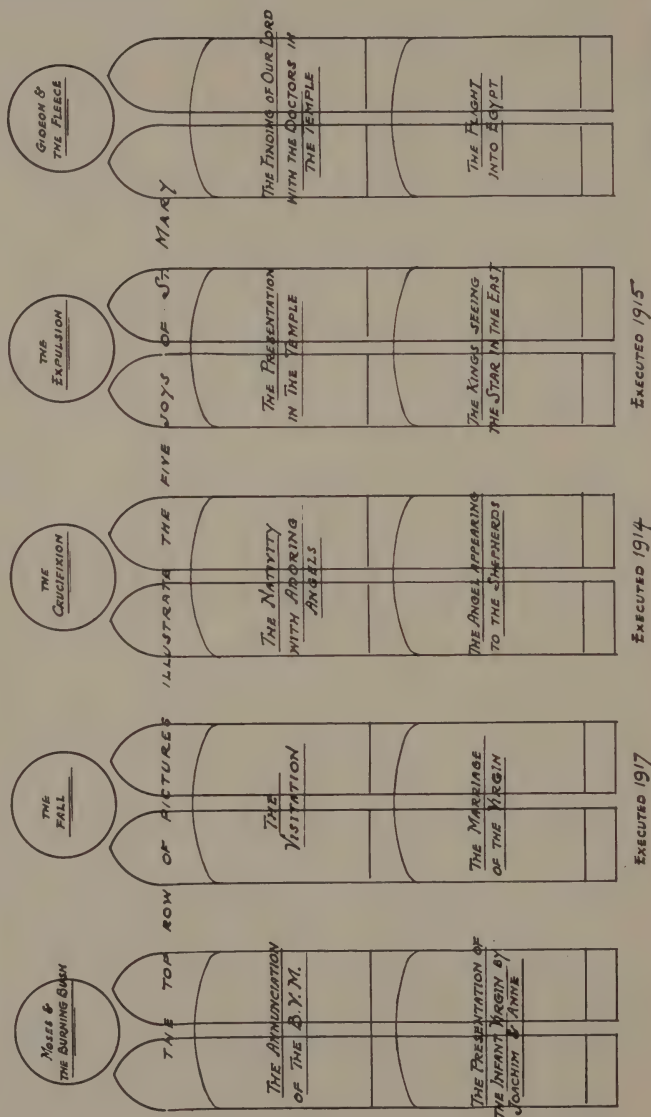 MOSES &
THE BURNING BUSH
THE
FALL
THE
CRUCIFIXION
THE
EXPULSION
GIDEON &
THE FLEECE
THE TOP ROW OF PICTURES ILLUSTRATE THE FIVE JOYS OF ST. MARY
THE ANNUNCIATION
OF THE B.V.M.
THE
VISITATION
THE NATIVITY
WITH ADORING
ANGELS
THE PRESENTATION
IN THE TEMPLE
THE FINDING OF OUR LORD
WITH THE DOCTORS IN
THE TEMPLE
THE PRESENTATION OF
THE INFANT VIRGIN BY
JOACHIM & ANNE
THE MARRIAGE
OF THE VIRGIN
THE ANGEL APPEARING
TO THE SHEPHERDS
THE KINGS SEEING
THE STAR IN THE EAST
THE FLIGHT
INTO EGYPT
EXECUTED 1917
EXECUTED 1914
EXECUTED 1915